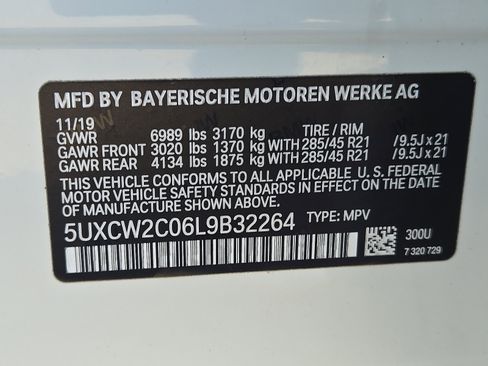 MFD BY BAYERISCHE MOTOREN WERKE AG
11/19
GVWR 6989 lbs 3170 kg TIRE / RIM
GAWR FRONT 3020 lbs 1370 kg WITH 285/45 R21 /9.5J x 21
GAWR REAR 4134 lbs 1875 kg WITH 285/45 R21 /9.5J x 21
THIS VEHICLE CONFORMS TO ALL APPLICABLE U.S. FEDERAL
MOTOR VEHICLE SAFETY STANDARDS IN EFFECT ON THE DATE
OF MANUFACTURE SHOWN ABOVE.
5UXCW2C06L9B32264 TYPE: MPV
300U
7 320 729